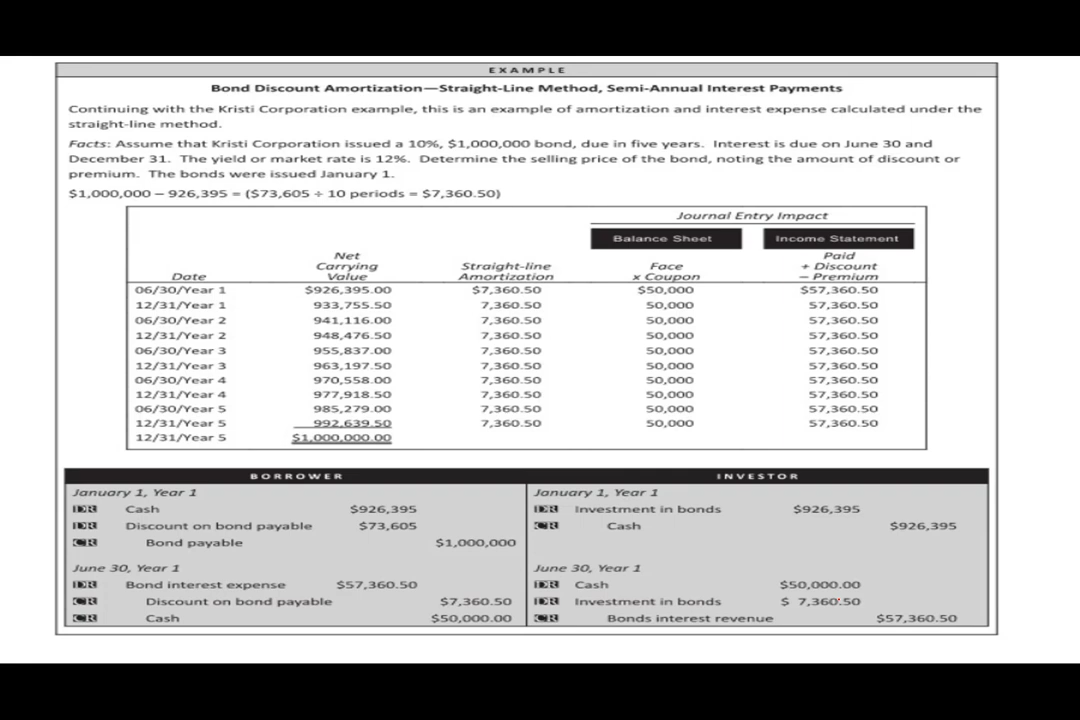 EXAMPLE
Bond Discount Amortization—Straight-Line Method, Semi-Annual Interest Payments
Continuing with the Kristi Corporation example, this is an example of amortization and interest expense calculated under the
straight-line method.
Facts: Assume that Kristi Corporation issued a 10%, $1,000,000 bond, due in five years. Interest is due on June 30 and
December 31. The yield or market rate is 12%. Determine the selling price of the bond, noting the amount of discount or
premium. The bonds were issued January 1.
$1,000,000 – 926,395 = ($73,605 ÷ 10 periods = $7,360.50)
Journal Entry Impact
Balance Sheet Income Statement
Net Paid
Carrying Straight-line Face + Discount
Date Value Amortization x Coupon – Premium
06/30/Year 1 $926,395.00 $7,360.50 $50,000 $57,360.50
12/31/Year 1 933,755.50 7,360.50 50,000 57,360.50
06/30/Year 2 941,116.00 7,360.50 50,000 57,360.50
12/31/Year 2 948,476.50 7,360.50 50,000 57,360.50
06/30/Year 3 955,837.00 7,360.50 50,000 57,360.50
12/31/Year 3 963,197.50 7,360.50 50,000 57,360.50
06/30/Year 4 970,558.00 7,360.50 50,000 57,360.50
12/31/Year 4 977,918.50 7,360.50 50,000 57,360.50
06/30/Year 5 985,279.00 7,360.50 50,000 57,360.50
12/31/Year 5 992,639.50 7,360.50 50,000 57,360.50
12/31/Year 5 $1,000,000.00
BORROWER
January 1, Year 1
DR Cash $926,395
DR Discount on bond payable $73,605
CR Bond payable $1,000,000
June 30, Year 1
DR Bond interest expense $57,360.50
CR Discount on bond payable $7,360.50
CR Cash $50,000.00
INVESTOR
January 1, Year 1
DR Investment in bonds $926,395
CR Cash $926,395
June 30, Year 1
DR Cash $50,000.00
DR Investment in bonds $ 7,360.50
CR Bonds interest revenue $57,360.50